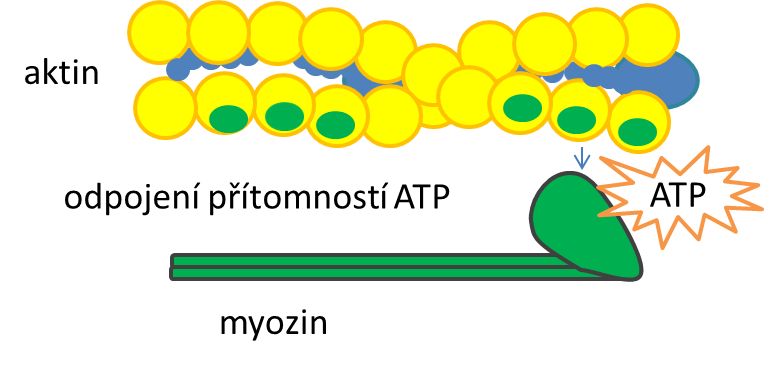 aktin
odpojení přítomností ATP
ATP
myozin